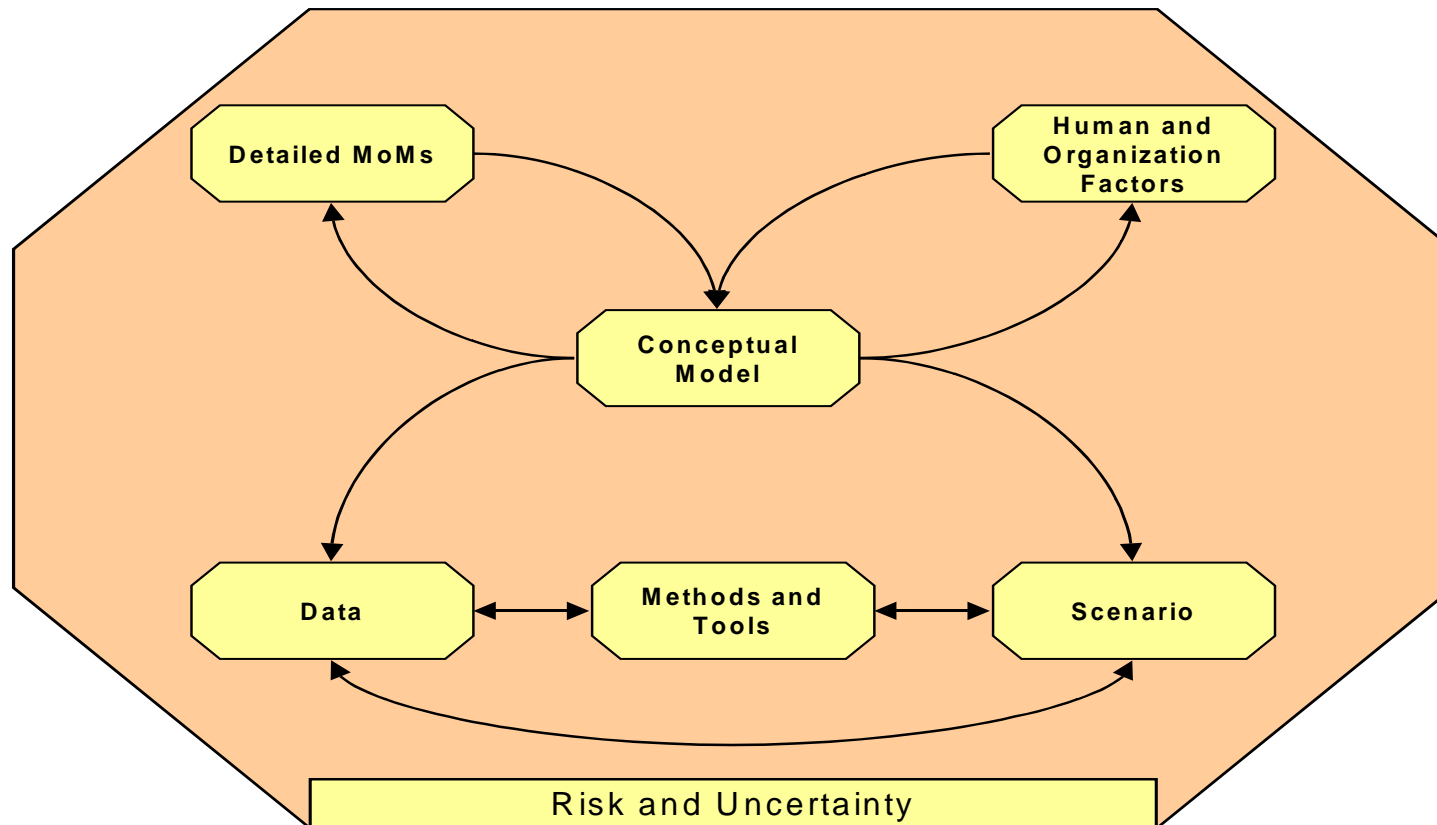 Detailed MoMs
Human and
Organization
Factors
Conceptual
Model
Data
Methods and
Tools
Scenario
Risk and Uncertainty